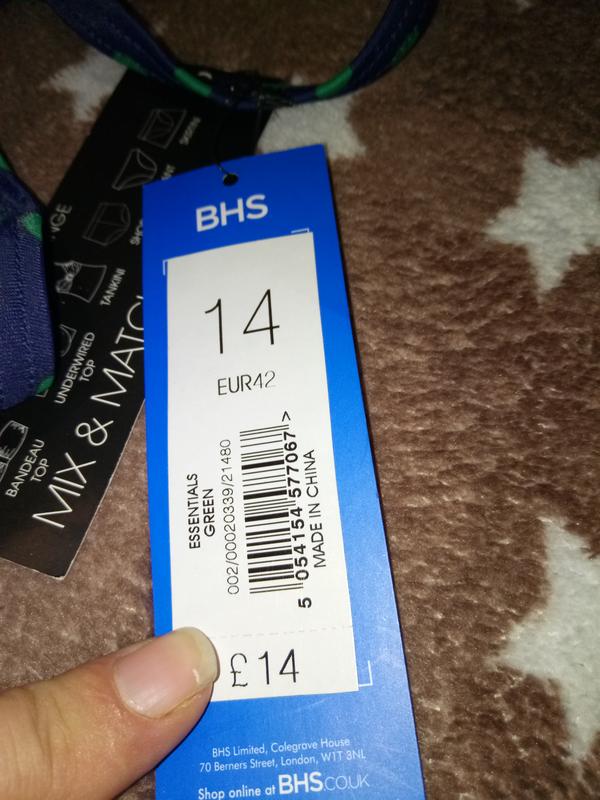 BHS
14
EUR42
ESSENTIALS
GREEN
002/00020339/21480
5 054154 577067 >
MADE IN CHINA
£14
BHS Limited, Colegrave House
70 Berners Street, London, W1T 3NL
Shop online at BHS.CO.UK
TANKINI
UNDERWIRED
TOP
BANDEAU
TOP
MIX & MATC